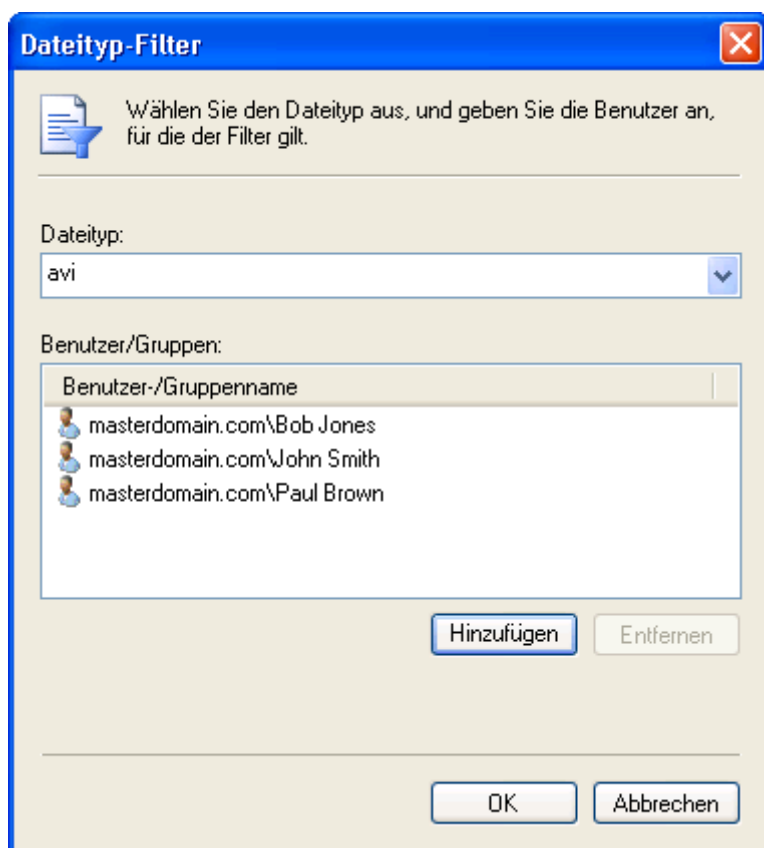 Dateityp-Filter
Wählen Sie den Dateityp aus, und geben Sie die Benutzer an,
für die der Filter gilt.
Dateityp:
avi
Benutzer/Gruppen:
Benutzer-/Gruppenname
masterdomain.com\Bob Jones
masterdomain.com\John Smith
masterdomain.com\Paul Brown
Hinzufügen
Entfernen
OK
Abbrechen